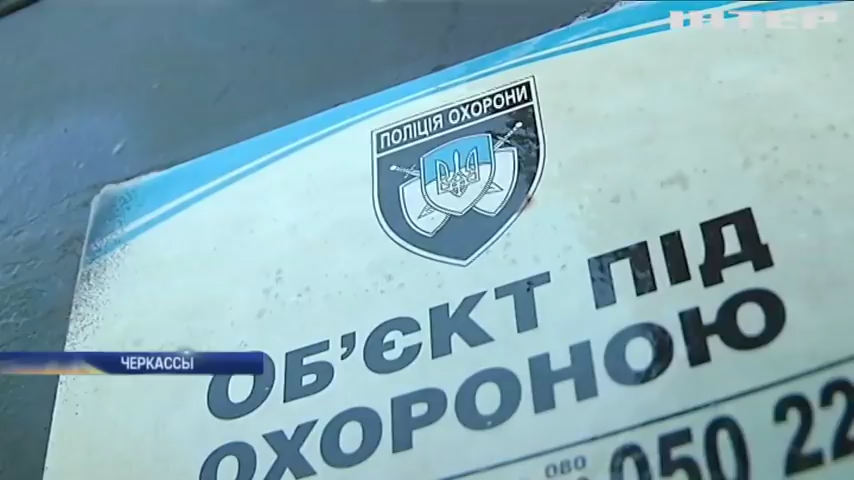 ІНТЕР
ПОЛІЦІЯ ОХОРОНИ
ОБ'ЄКТ ПІД
ОХОРОНОЮ
ЧЕРКАССЫ
ОВО
050 22